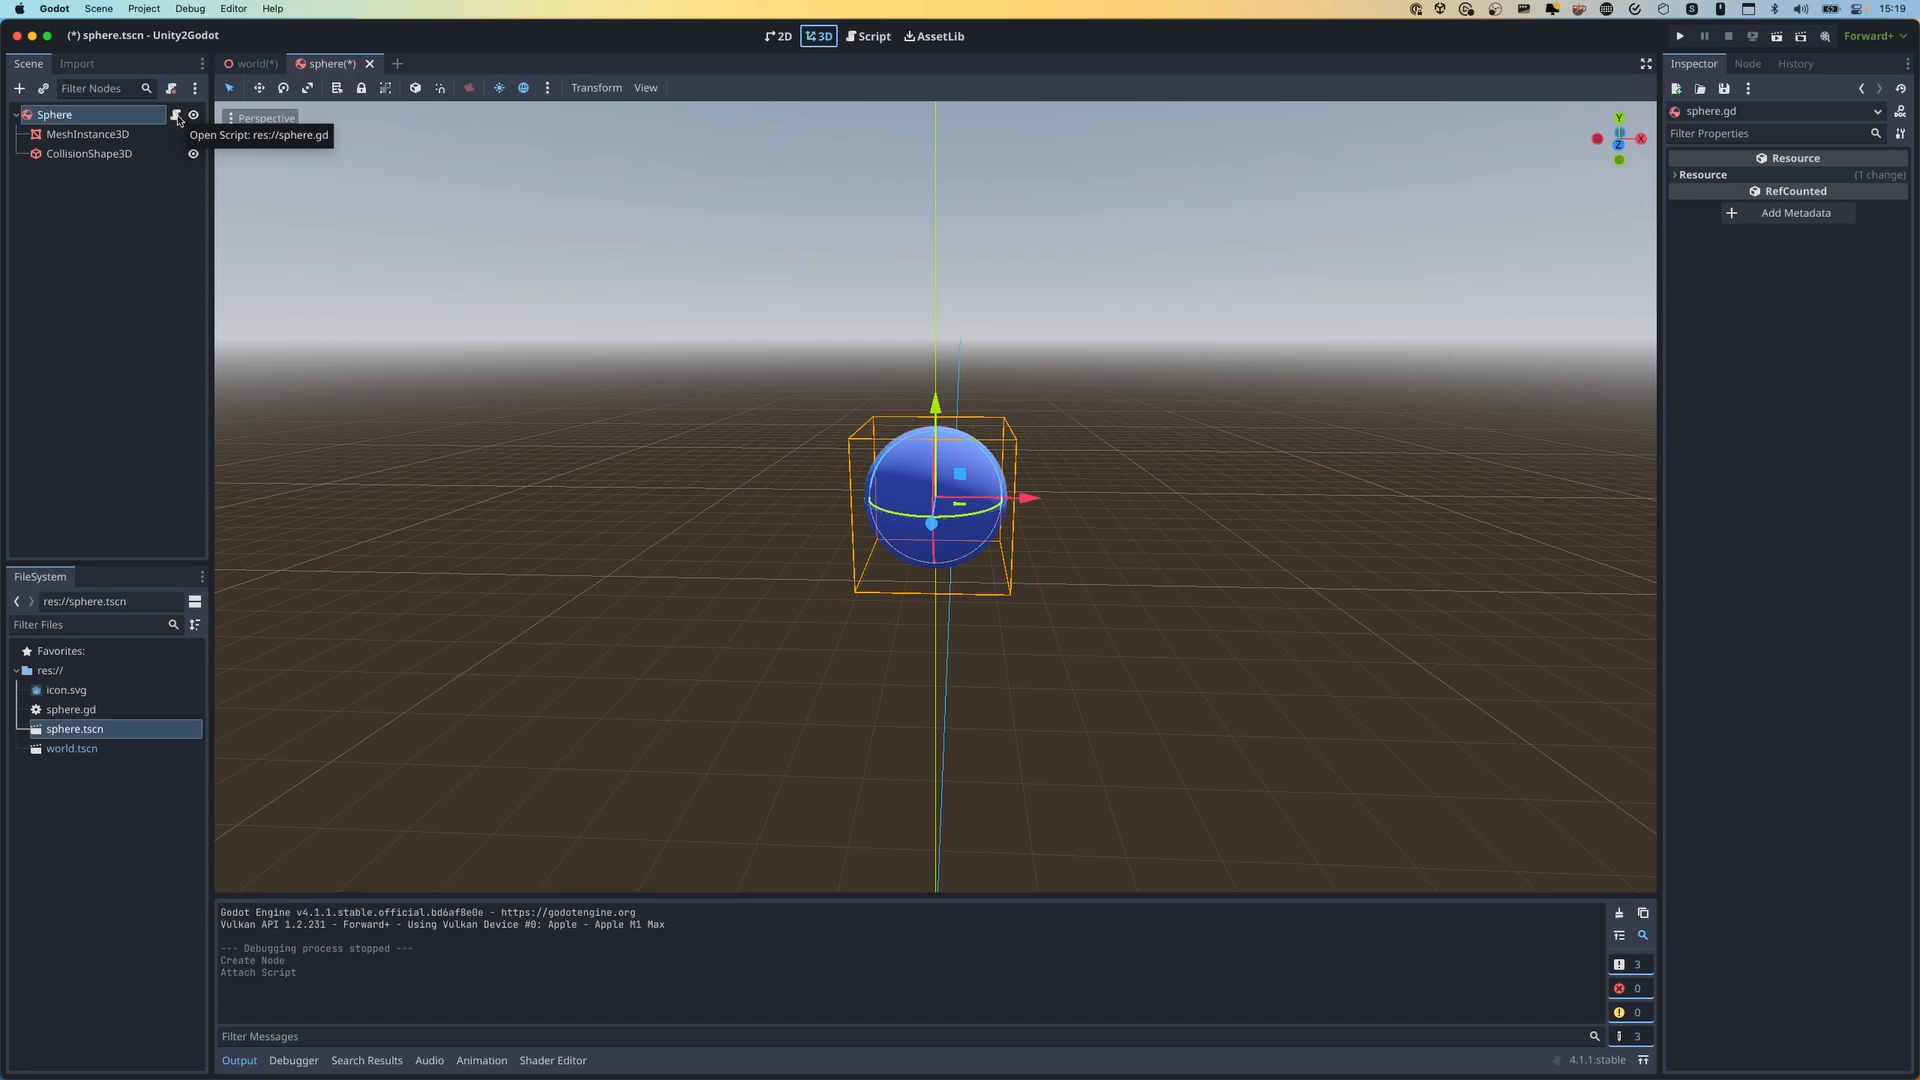 Godot Scene Project Debug Editor Help 15:19
(*) sphere.tscn - Unity2Godot
2D 3D Script AssetLib
Forward+
Scene Import
world(*) sphere(*)
Inspector Node History
Filter Nodes
Transform View
Sphere
Perspective
sphere.gd
MeshInstance3D
Open Script: res://sphere.gd
Filter Properties
CollisionShape3D
Y
X
Z
Resource
Resource (1 change)
RefCounted
Add Metadata
FileSystem
res://sphere.tscn
Filter Files
Favorites:
res://
icon.svg
sphere.gd
sphere.tscn
world.tscn
Godot Engine v4.1.1.stable.official.bd6af8e0e - https://godotengine.org
Vulkan API 1.2.231 - Forward+ - Using Vulkan Device #0: Apple - Apple M1 Max
--- Debugging process stopped ---
Create Node
Attach Script
3
0
0
3
Filter Messages
Output Debugger Search Results Audio Animation Shader Editor
4.1.1.stable